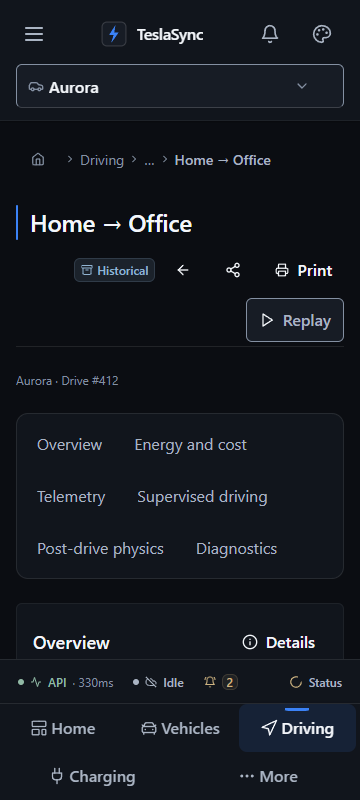 TeslaSync
Aurora
Driving ... Home → Office
Home → Office
Historical Print
Replay
Aurora · Drive #412
Overview Energy and cost
Telemetry Supervised driving
Post-drive physics Diagnostics
Overview Details
API · 330ms Idle 2 Status
Home Vehicles Driving
Charging More